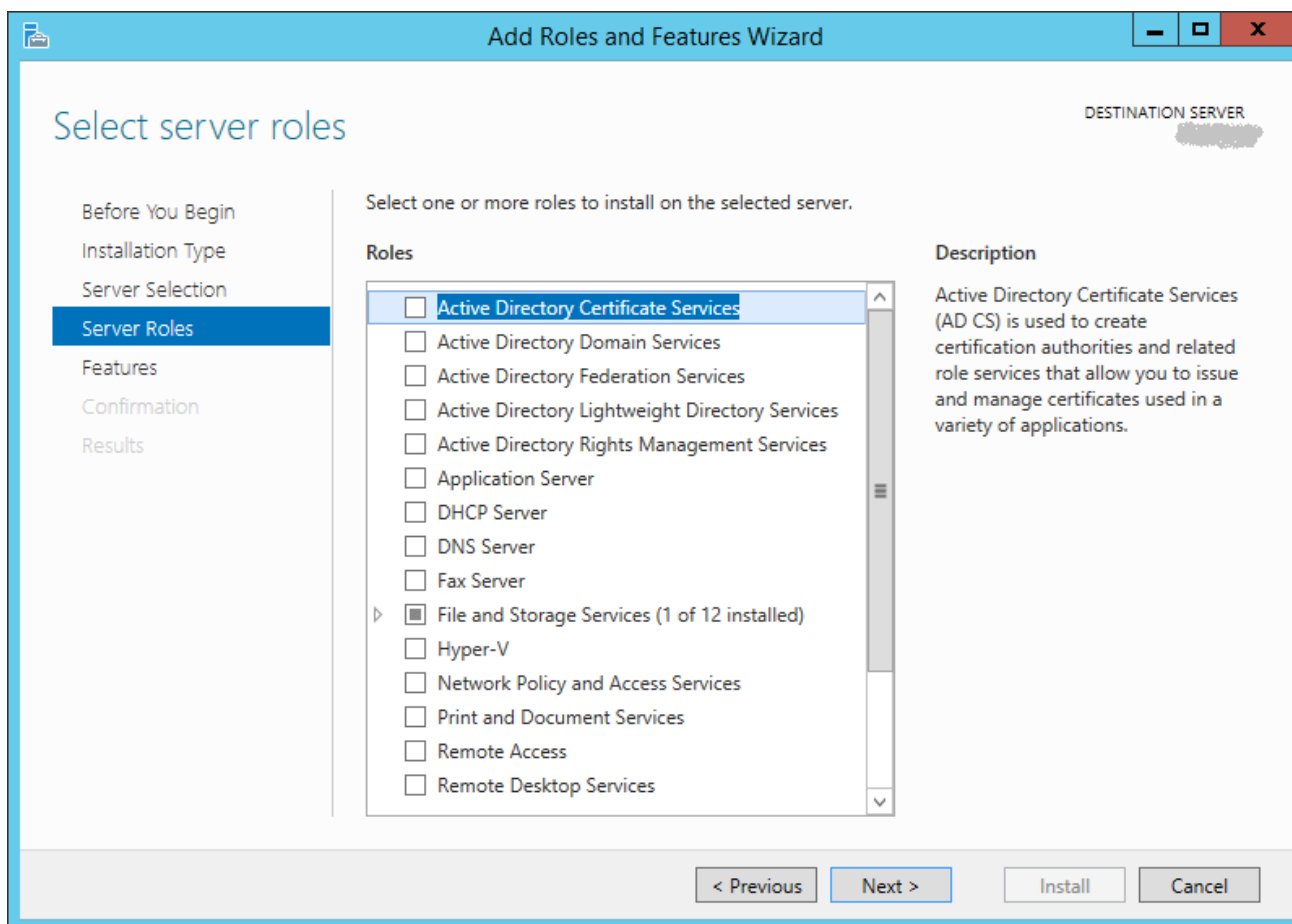 Add Roles and Features Wizard
Select server roles
DESTINATION SERVER
Before You Begin
Installation Type
Server Selection
Server Roles
Features
Confirmation
Results
Select one or more roles to install on the selected server.
Roles
Active Directory Certificate Services
Active Directory Domain Services
Active Directory Federation Services
Active Directory Lightweight Directory Services
Active Directory Rights Management Services
Application Server
DHCP Server
DNS Server
Fax Server
File and Storage Services (1 of 12 installed)
Hyper-V
Network Policy and Access Services
Print and Document Services
Remote Access
Remote Desktop Services
Description
Active Directory Certificate Services
(AD CS) is used to create
certification authorities and related
role services that allow you to issue
and manage certificates used in a
variety of applications.
< Previous
Next >
Install
Cancel